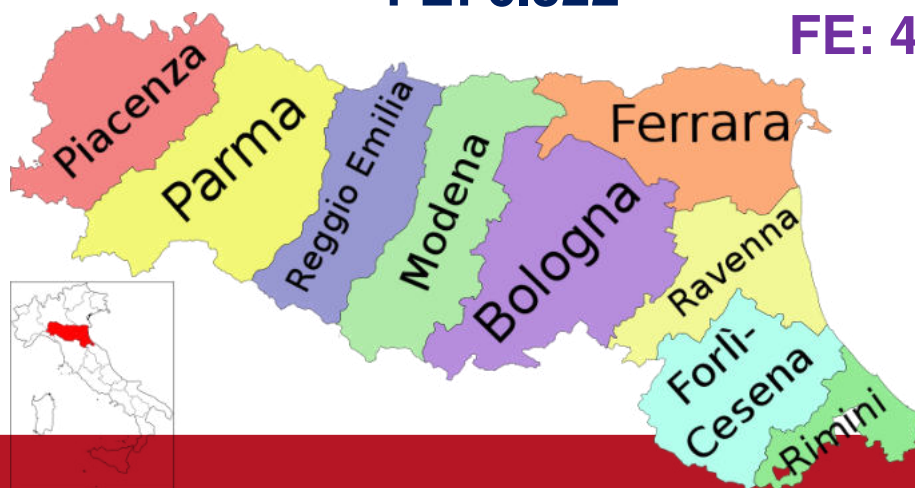 FE: 4
Piacenza
Parma
Reggio Emilia
Modena
Bologna
Ferrara
Ravenna
Forlì-
Cesena
Rimini